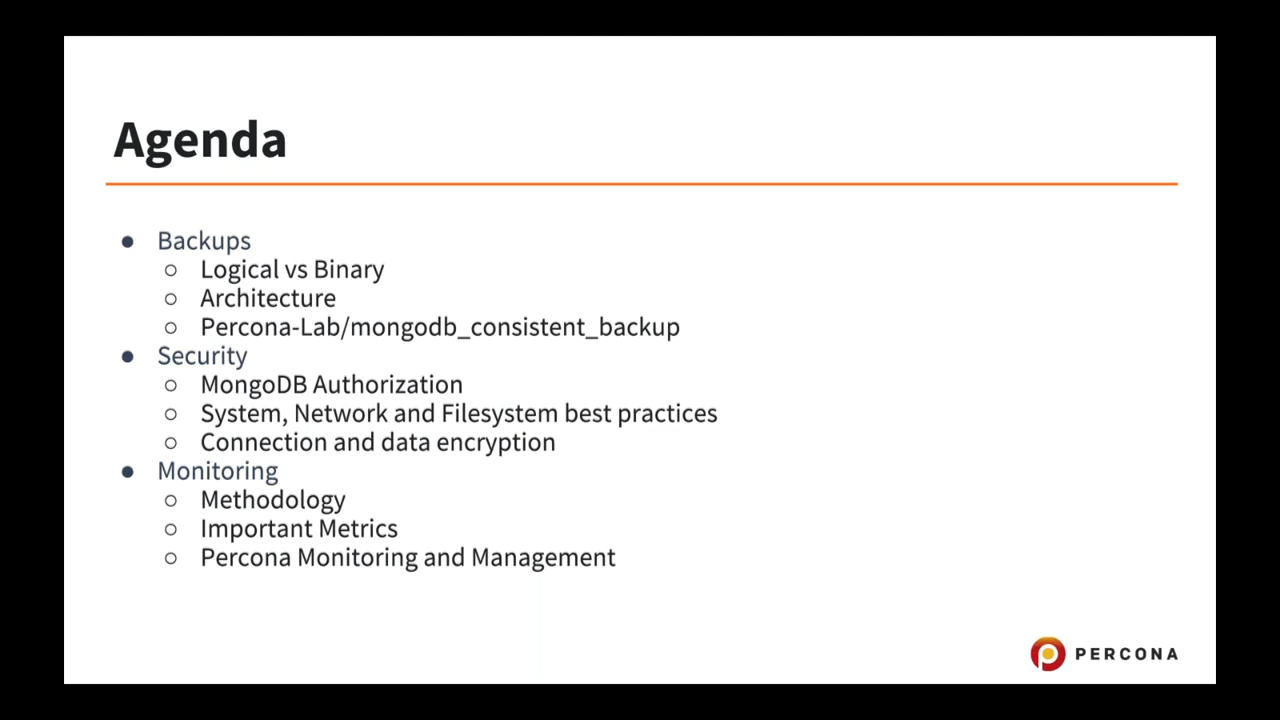 Agenda
● Backups
○ Logical vs Binary
○ Architecture
○ Percona-Lab/mongodb_consistent_backup
● Security
○ MongoDB Authorization
○ System, Network and Filesystem best practices
○ Connection and data encryption
● Monitoring
○ Methodology
○ Important Metrics
○ Percona Monitoring and Management
PERCONA